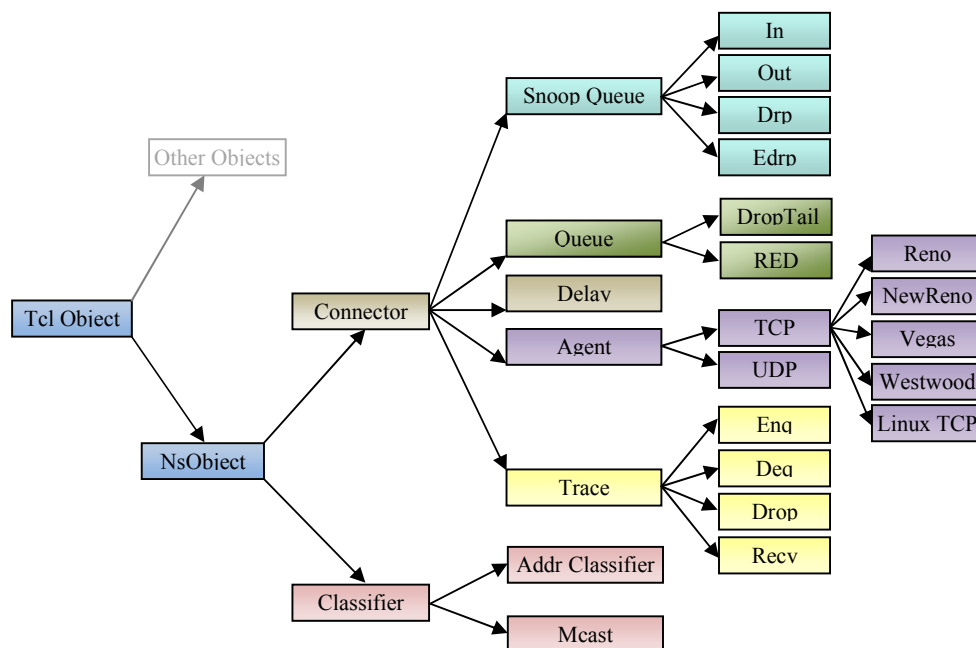 In
Out
Snoop Queue
Drp
Edrp
Other Objects
DropTail
Queue
RED
Reno
NewReno
Delay
Connector
Tcl Object
TCP
Agent
Vegas
UDP
Westwood
Linux TCP
Enq
NsObject
Deq
Trace
Drop
Recv
Addr Classifier
Classifier
Mcast